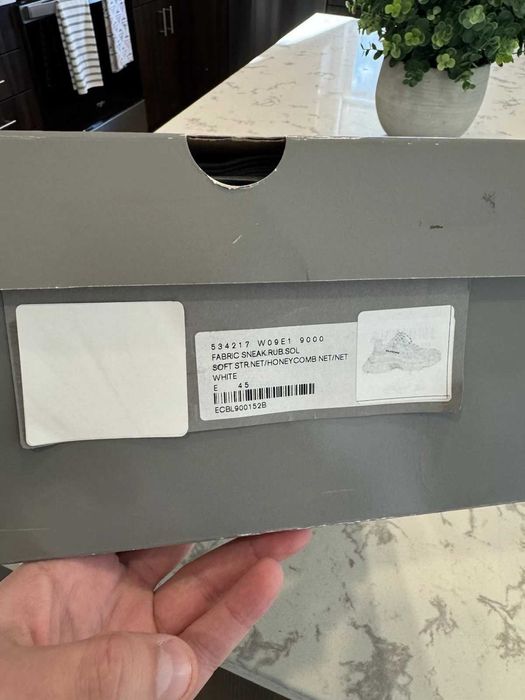 534217 W09E1 9000
FABRIC SNEAK.RUB.SOL
SOFT STR.NET/HONEYCOMB NET/NET
WHITE
E 45
ECBL900152B